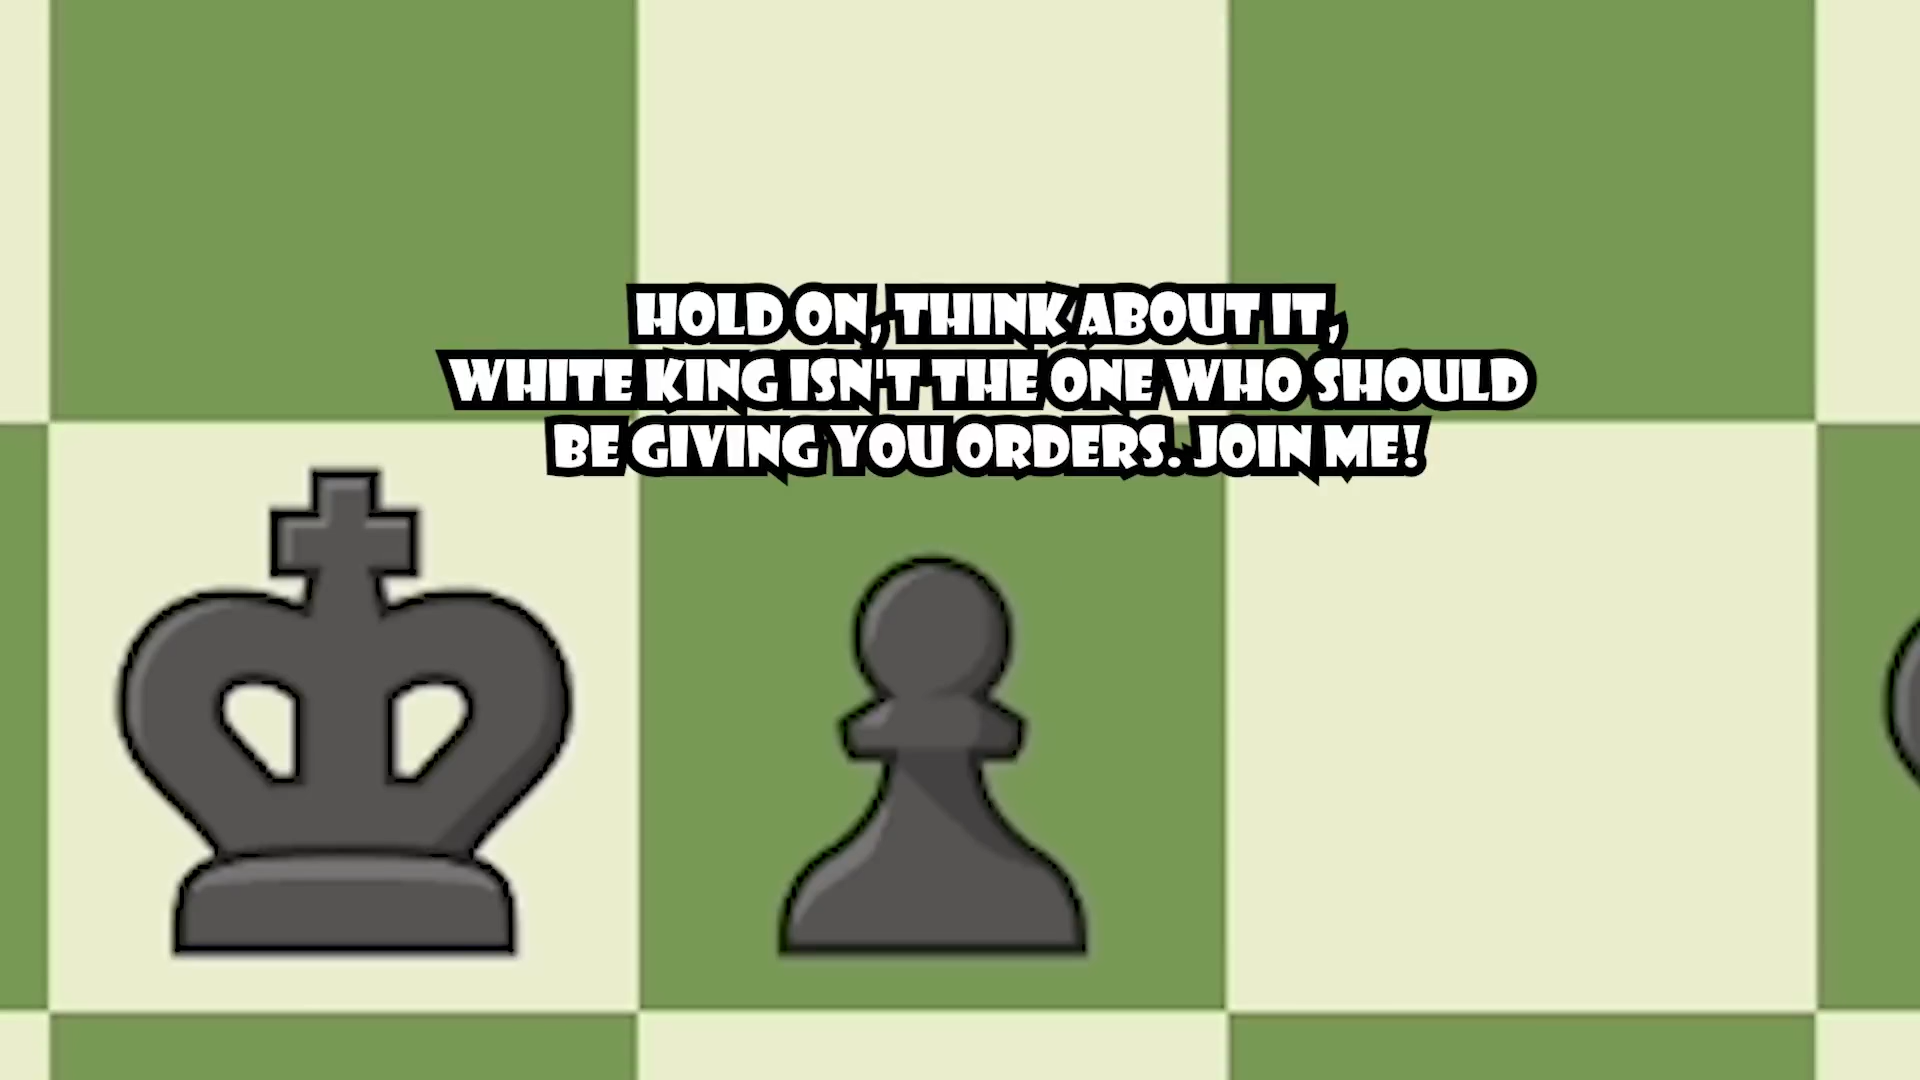 HOLD ON, THINK ABOUT IT,
WHITE KING ISN'T THE ONE WHO SHOULD
BE GIVING YOU ORDERS. JOIN ME!